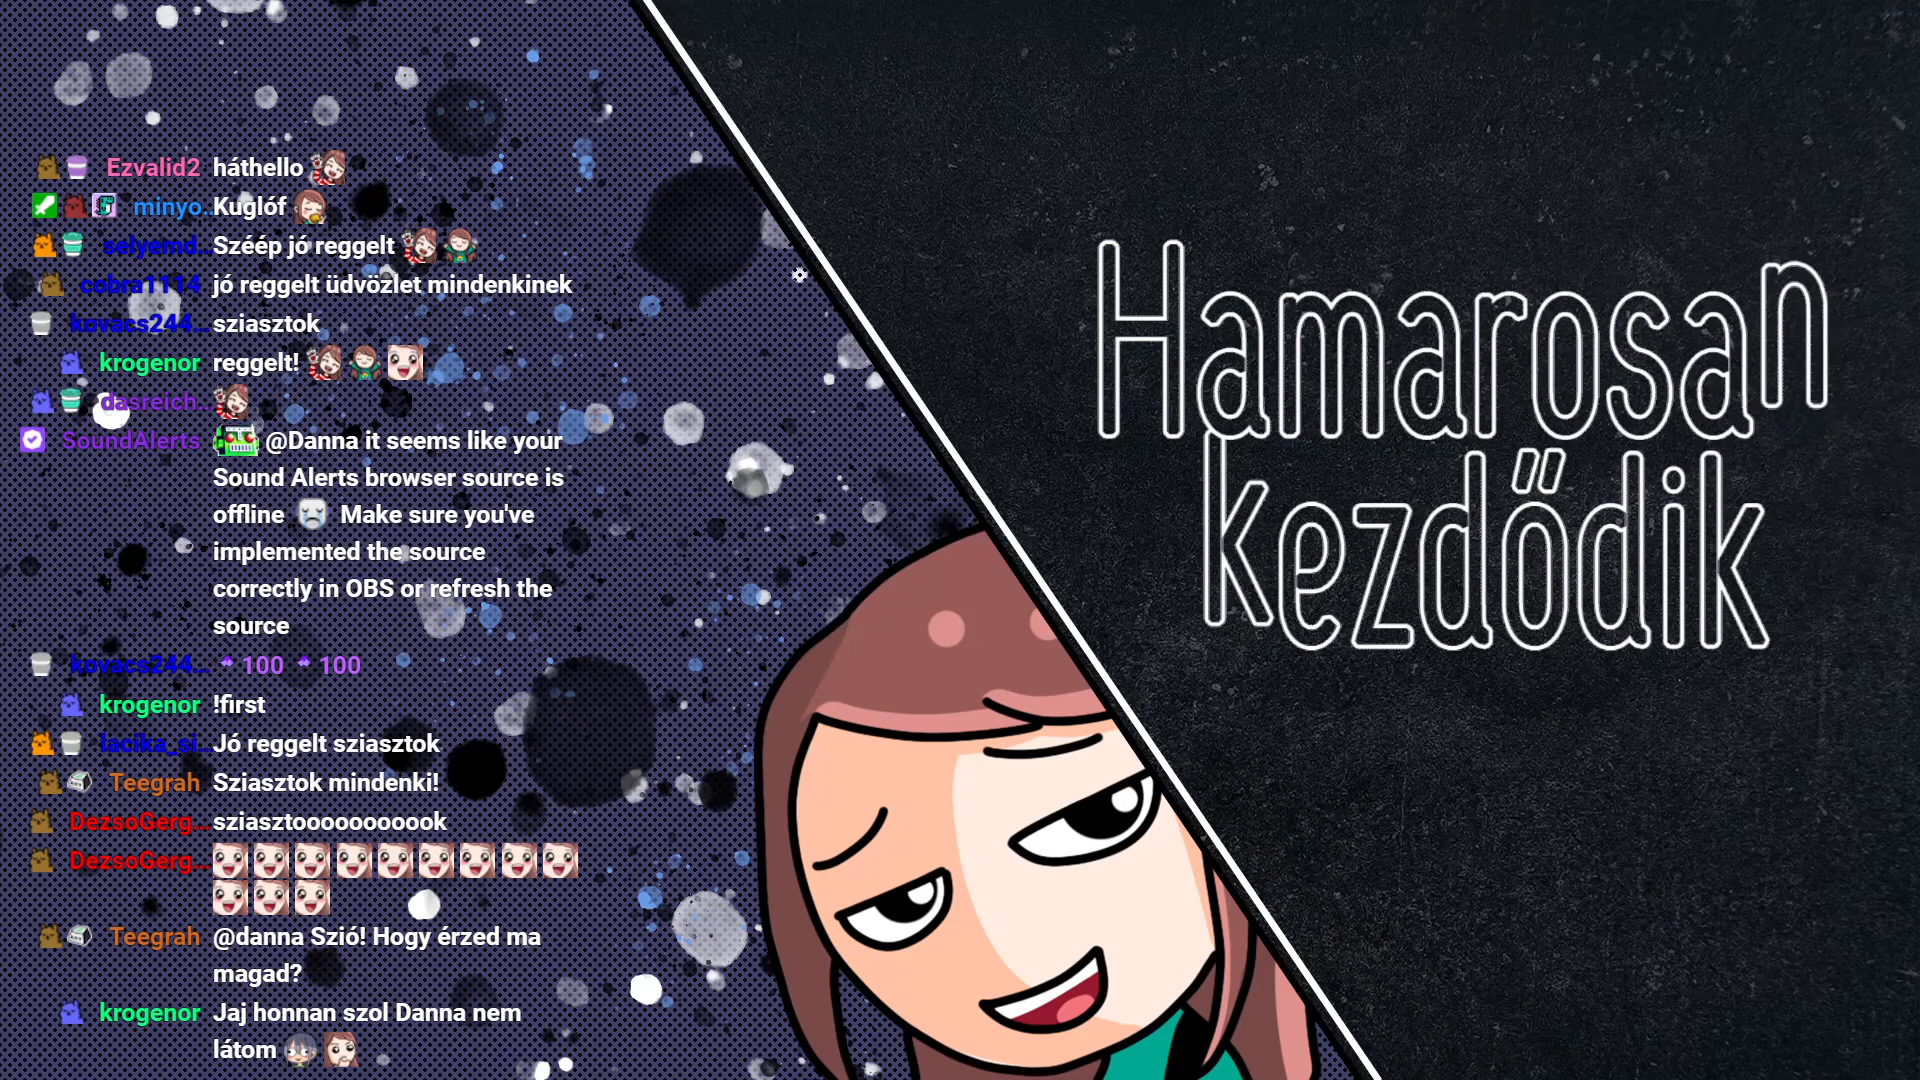 Ezvalid2 háthello
minyo.. Kuglóf
selyemd... Széép jó reggelt
cobra1114 jó reggelt üdvözlet mindenkinek
kovacs244... sziasztok
krogenor reggelt!
dasreich...
SoundAlerts @Danna it seems like your
Sound Alerts browser source is
offline Make sure you've
implemented the source
correctly in OBS or refresh the
source
kovacs244... 100 100
krogenor !first
lacika_si... Jó reggelt sziasztok
Teegrah Sziasztok mindenki!
DezsoGerg... sziasztooooooooook
DezsoGerg...
Teegrah @danna Szió! Hogy érzed ma
magad?
krogenor Jaj honnan szol Danna nem
látom
Hamarosan
kezdődik